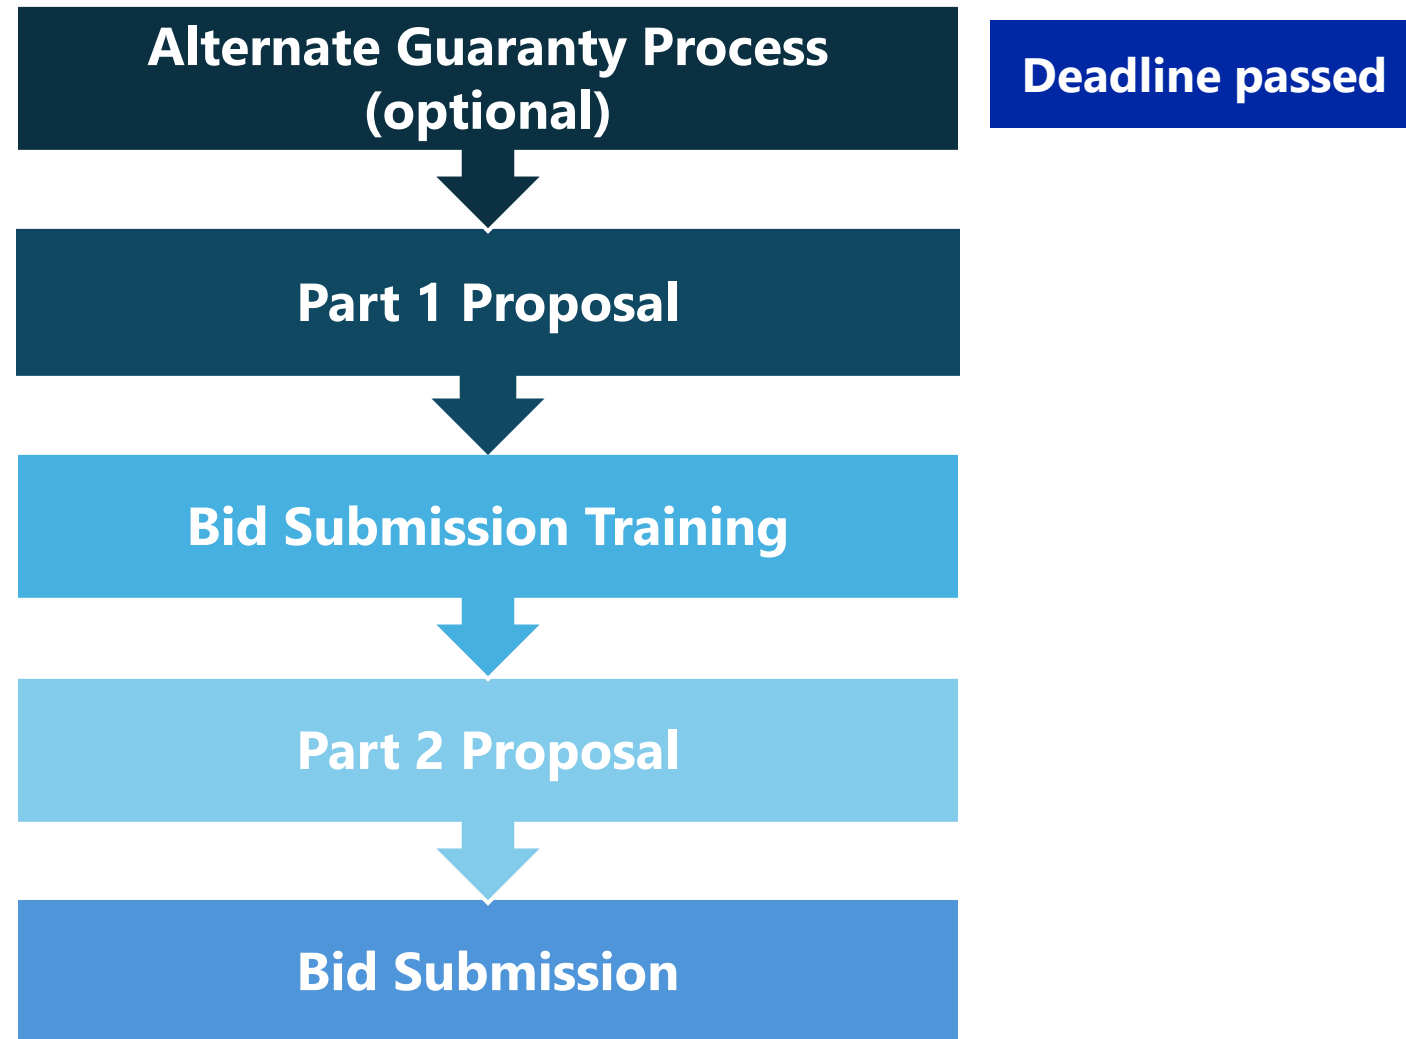 Alternate Guaranty Process
(optional)
Deadline passed
Part 1 Proposal
Bid Submission Training
Part 2 Proposal
Bid Submission